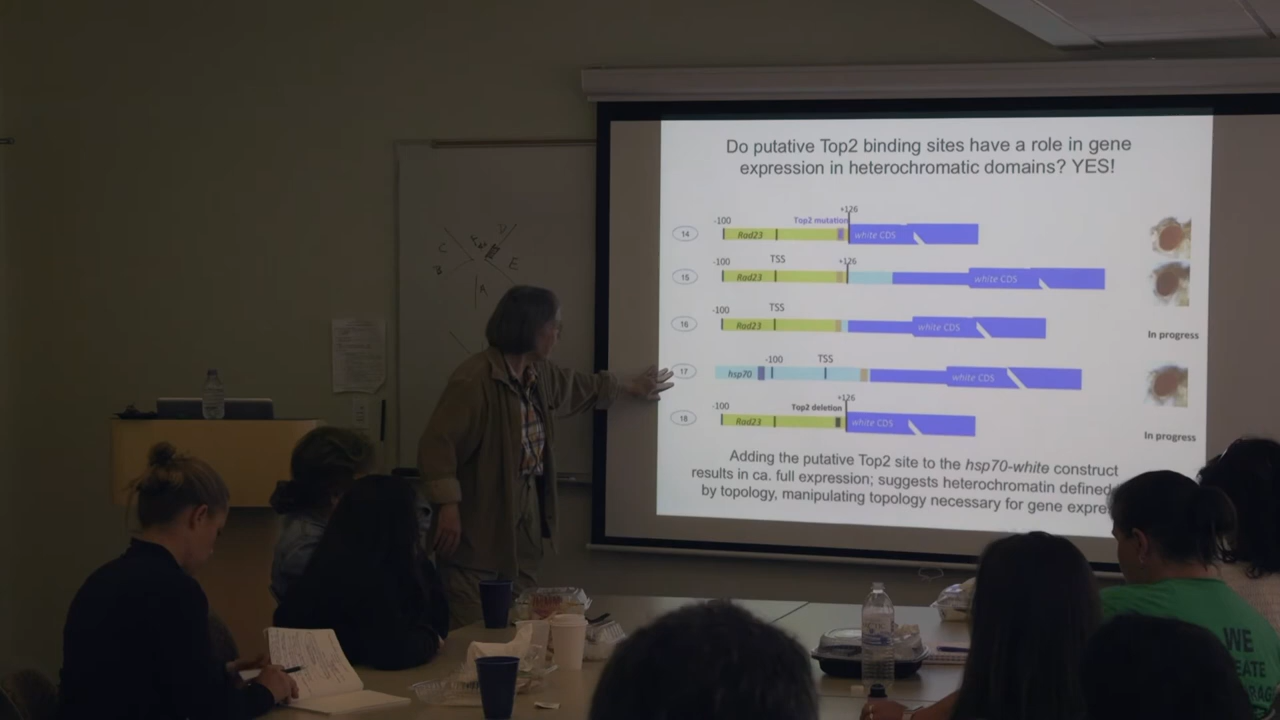 Do putative Top2 binding sites have a role in gene
expression in heterochromatic domains? YES!
+126
-100
Top2 mutation
14
Rad23
white CDS
-100
TSS
+126
15
Rad23
white CDS
-100
TSS
16
Rad23
white CDS
In progress
-100
TSS
17
hsp70
white CDS
-100
Top2 deletion
+126
18
Rad23
white CDS
In progress
Adding the putative Top2 site to the hsp70-white construct
results in ca. full expression; suggests heterochromatin defined
by topology, manipulating topology necessary for gene expre
C
B
A
E
WE
EATE